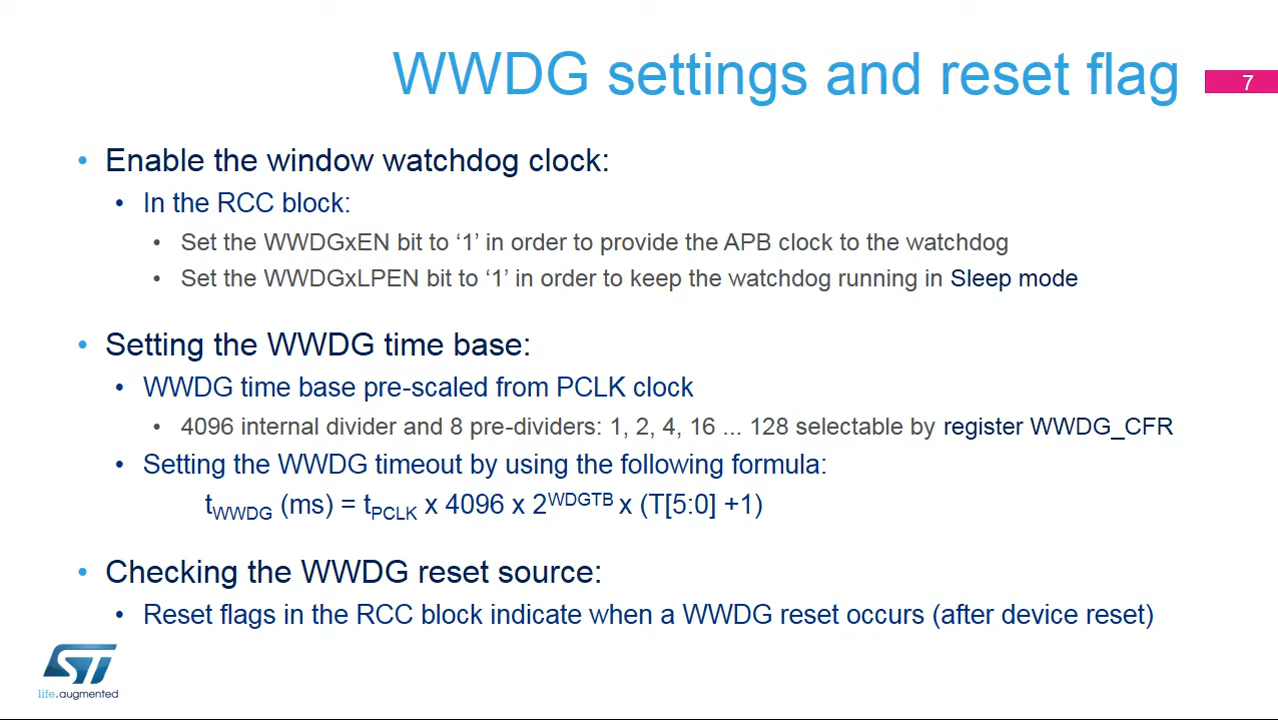 WWDG settings and reset flag
7
• Enable the window watchdog clock:
• In the RCC block:
• Set the WWDGxEN bit to ‘1’ in order to provide the APB clock to the watchdog
• Set the WWDGxLPEN bit to ‘1’ in order to keep the watchdog running in Sleep mode
• Setting the WWDG time base:
• WWDG time base pre-scaled from PCLK clock
• 4096 internal divider and 8 pre-dividers: 1, 2, 4, 16 ... 128 selectable by register WWDG_CFR
• Setting the WWDG timeout by using the following formula:
tWWDG (ms) = tPCLK x 4096 x 2^WDGTB x (T[5:0] +1)
• Checking the WWDG reset source:
• Reset flags in the RCC block indicate when a WWDG reset occurs (after device reset)
ST
life.augmented